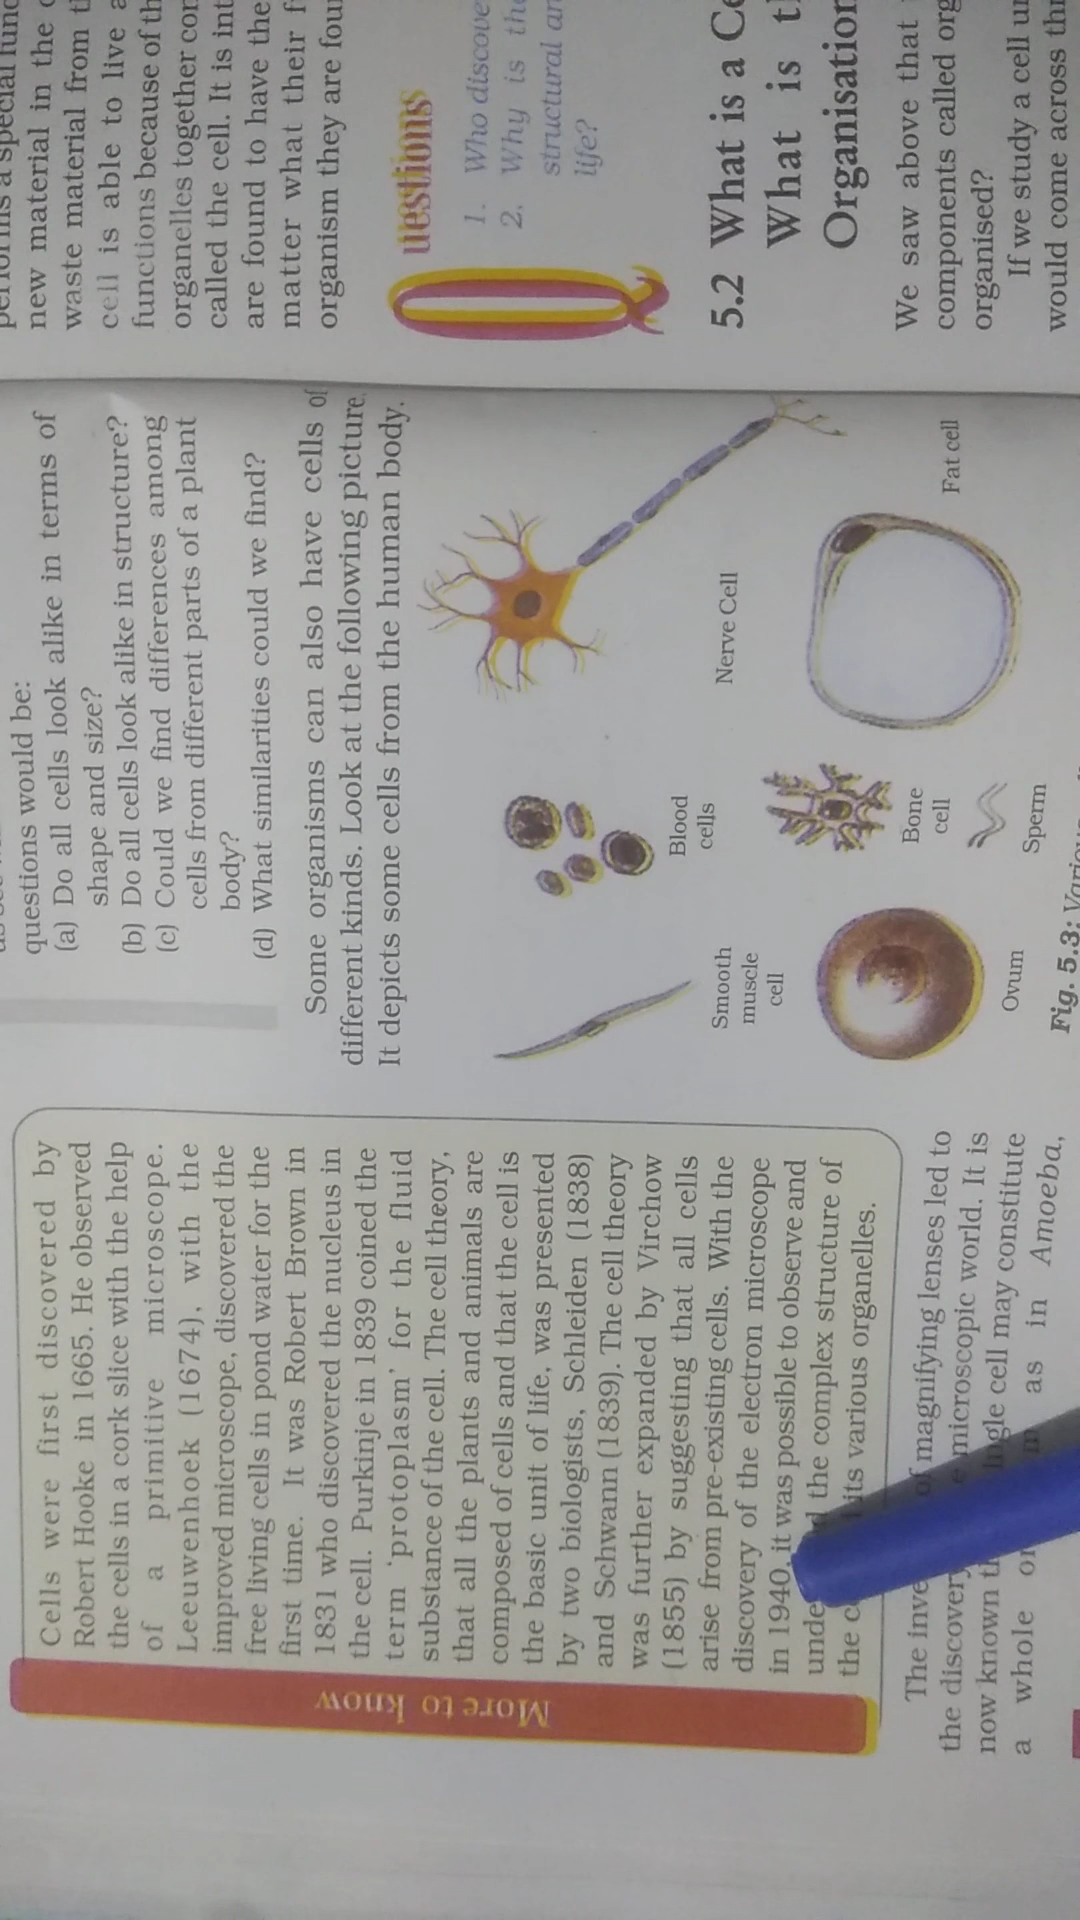 More to know
Cells were first discovered by
Robert Hooke in 1665. He observed
the cells in a cork slice with the help
of a primitive microscope.
Leeuwenhoek (1674), with the
improved microscope, discovered the
free living cells in pond water for the
first time. It was Robert Brown in
1831 who discovered the nucleus in
the cell. Purkinje in 1839 coined the
term 'protoplasm' for the fluid
substance of the cell. The cell theory,
that all the plants and animals are
composed of cells and that the cell is
the basic unit of life, was presented
by two biologists, Schleiden (1838)
and Schwann (1839). The cell theory
was further expanded by Virchow
(1855) by suggesting that all cells
arise from pre-existing cells. With the
discovery of the electron microscope
in 1940, it was possible to observe and
the complex structure of
the its various organelles.
The of magnifying lenses led to
the microscopic world. It is
now known cell may constitute
a whole as in Amoeba,
questions would be:
(a) Do all cells look alike in terms of
shape and size?
(b) Do all cells look alike in structure?
(c) Could we find differences among
cells from different parts of a plant
body?
(d) What similarities could we find?
Some organisms can also have cells of
different kinds. Look at the following picture.
It depicts some cells from the human body.
Smooth
muscle
cell
Blood
cells
Nerve Cell
Ovum
Bone
cell
Sperm
Fat cell
Fig. 5.3:
a special
new material in the
waste material from
cell is able to live
functions because of
organelles together
called the cell. It is
are found to have the
matter what their
organism they are
Questions
1. Who
2. Why is the
structural
life?
5.2 What is a
What is
We saw above that
components called
organised?
If we study a cell
would come across